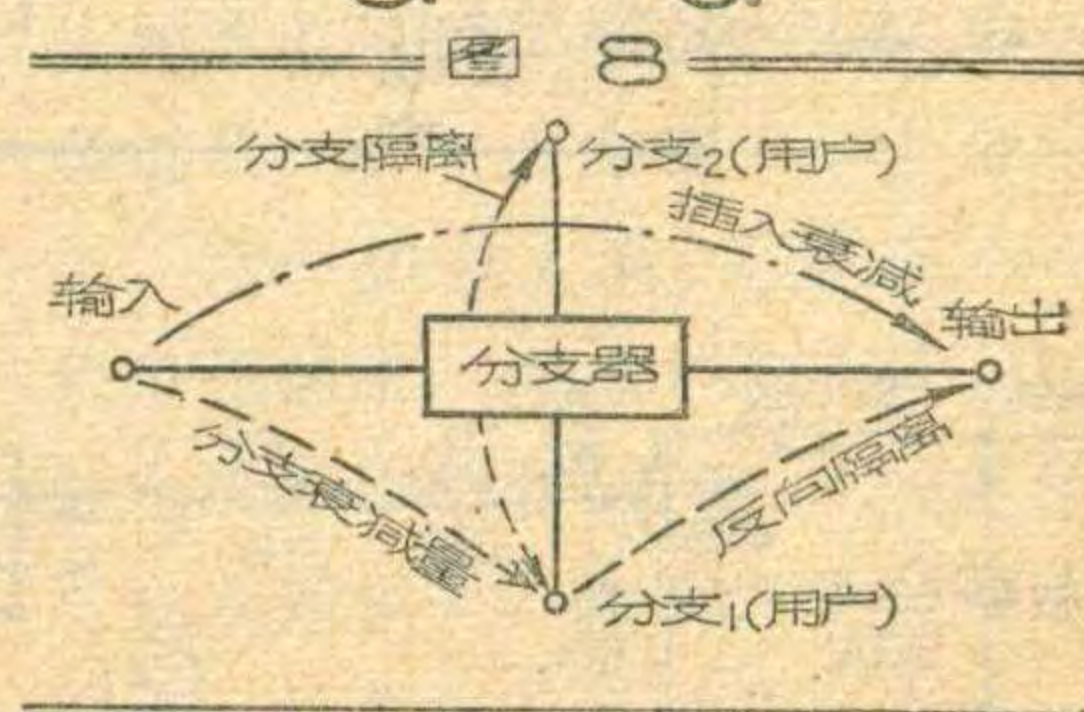 图 8
分支隔离
分支2(用户)
插入衰减
输入
输出
分支器
分支衰减量
反向隔离
分支1(用户)